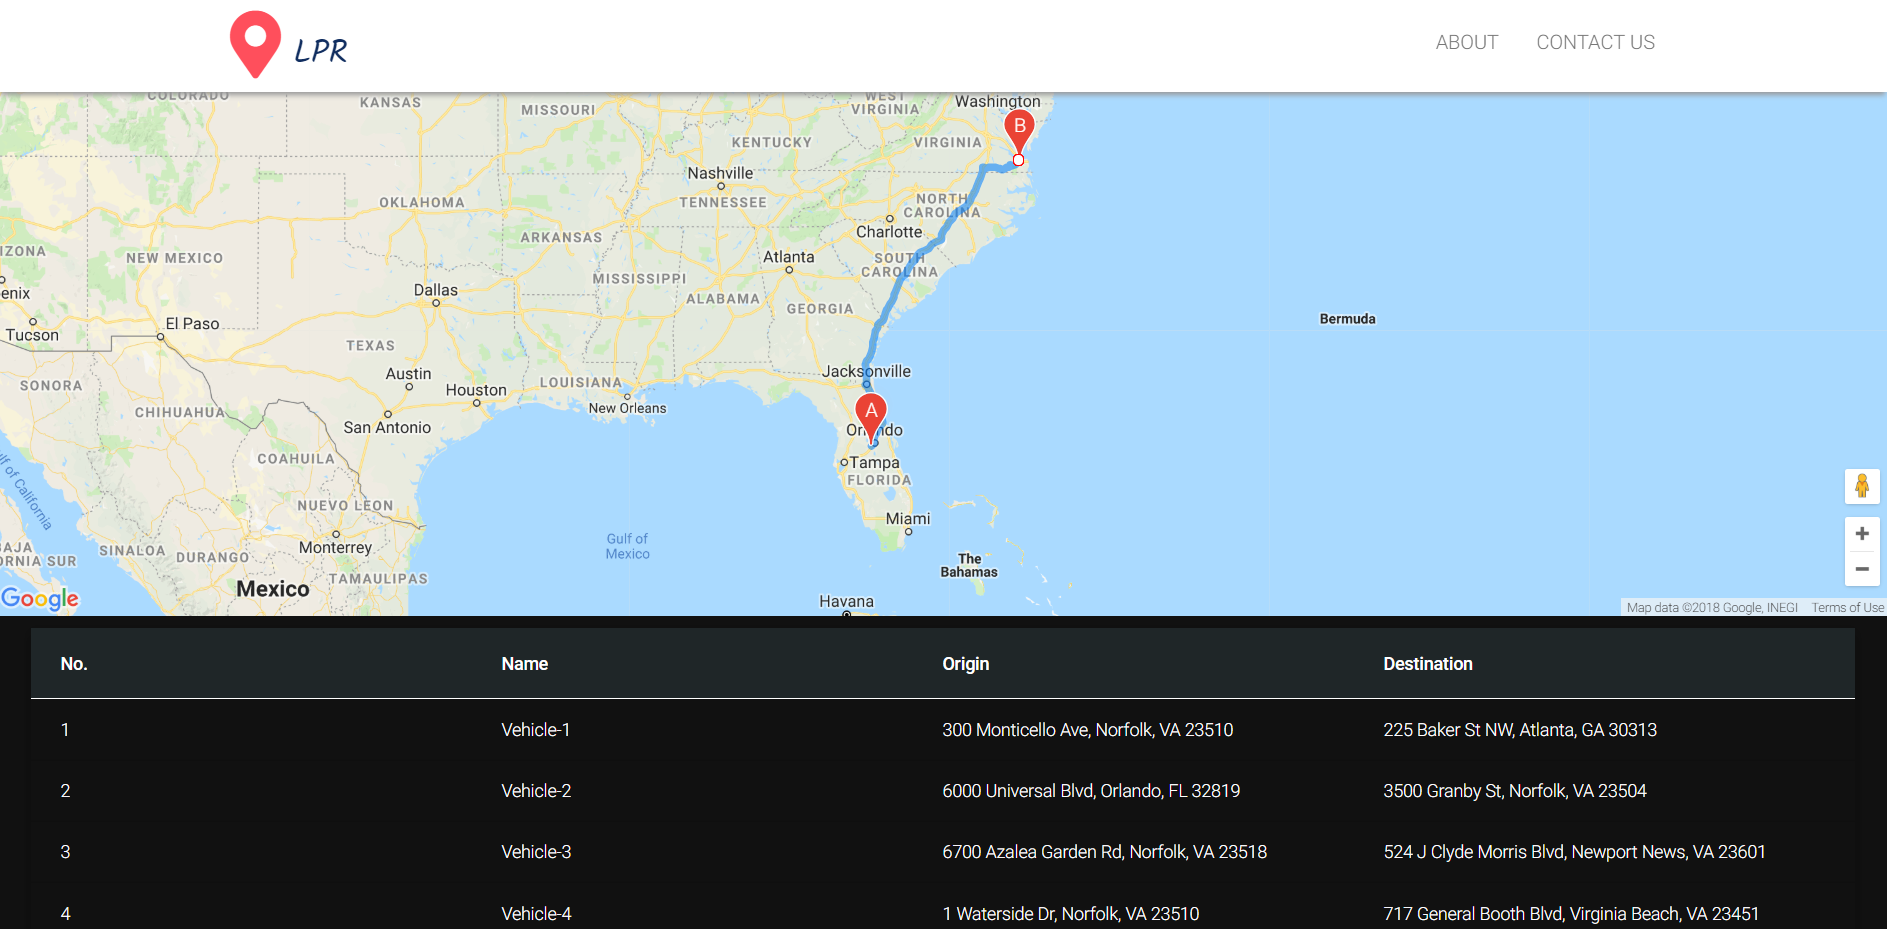 LPR
ABOUT
CONTACT US
COLORADO
KANSAS
MISSOURI
WEST
VIRGINIA
Washington
B
KENTUCKY
VIRGINIA
Nashville
TENNESSEE
OKLAHOMA
NORTH
CAROLINA
ARKANSAS
Charlotte
IZONA
NEW MEXICO
Atlanta
SOUTH
CAROLINA
MISSISSIPPI
Dallas
ALABAMA
GEORGIA
enix
Tucson
El Paso
Bermuda
TEXAS
Austin
Houston
LOUISIANA
Jacksonville
SONORA
New Orleans
CHIHUAHUA
San Antonio
A
Orlando
COAHUILA
Tampa
FLORIDA
lf of California
NUEVO LEON
Miami
Monterrey
Gulf of
Mexico
BAJA
ORNIA SUR
SINALOA
DURANGO
The
Bahamas
TAMAULIPAS
Mexico
Google
Havana
Map data ©2018 Google, INEGI
Terms of Use
No. Name Origin Destination
1 Vehicle-1 300 Monticello Ave, Norfolk, VA 23510 225 Baker St NW, Atlanta, GA 30313
2 Vehicle-2 6000 Universal Blvd, Orlando, FL 32819 3500 Granby St, Norfolk, VA 23504
3 Vehicle-3 6700 Azalea Garden Rd, Norfolk, VA 23518 524 J Clyde Morris Blvd, Newport News, VA 23601
4 Vehicle-4 1 Waterside Dr, Norfolk, VA 23510 717 General Booth Blvd, Virginia Beach, VA 23451